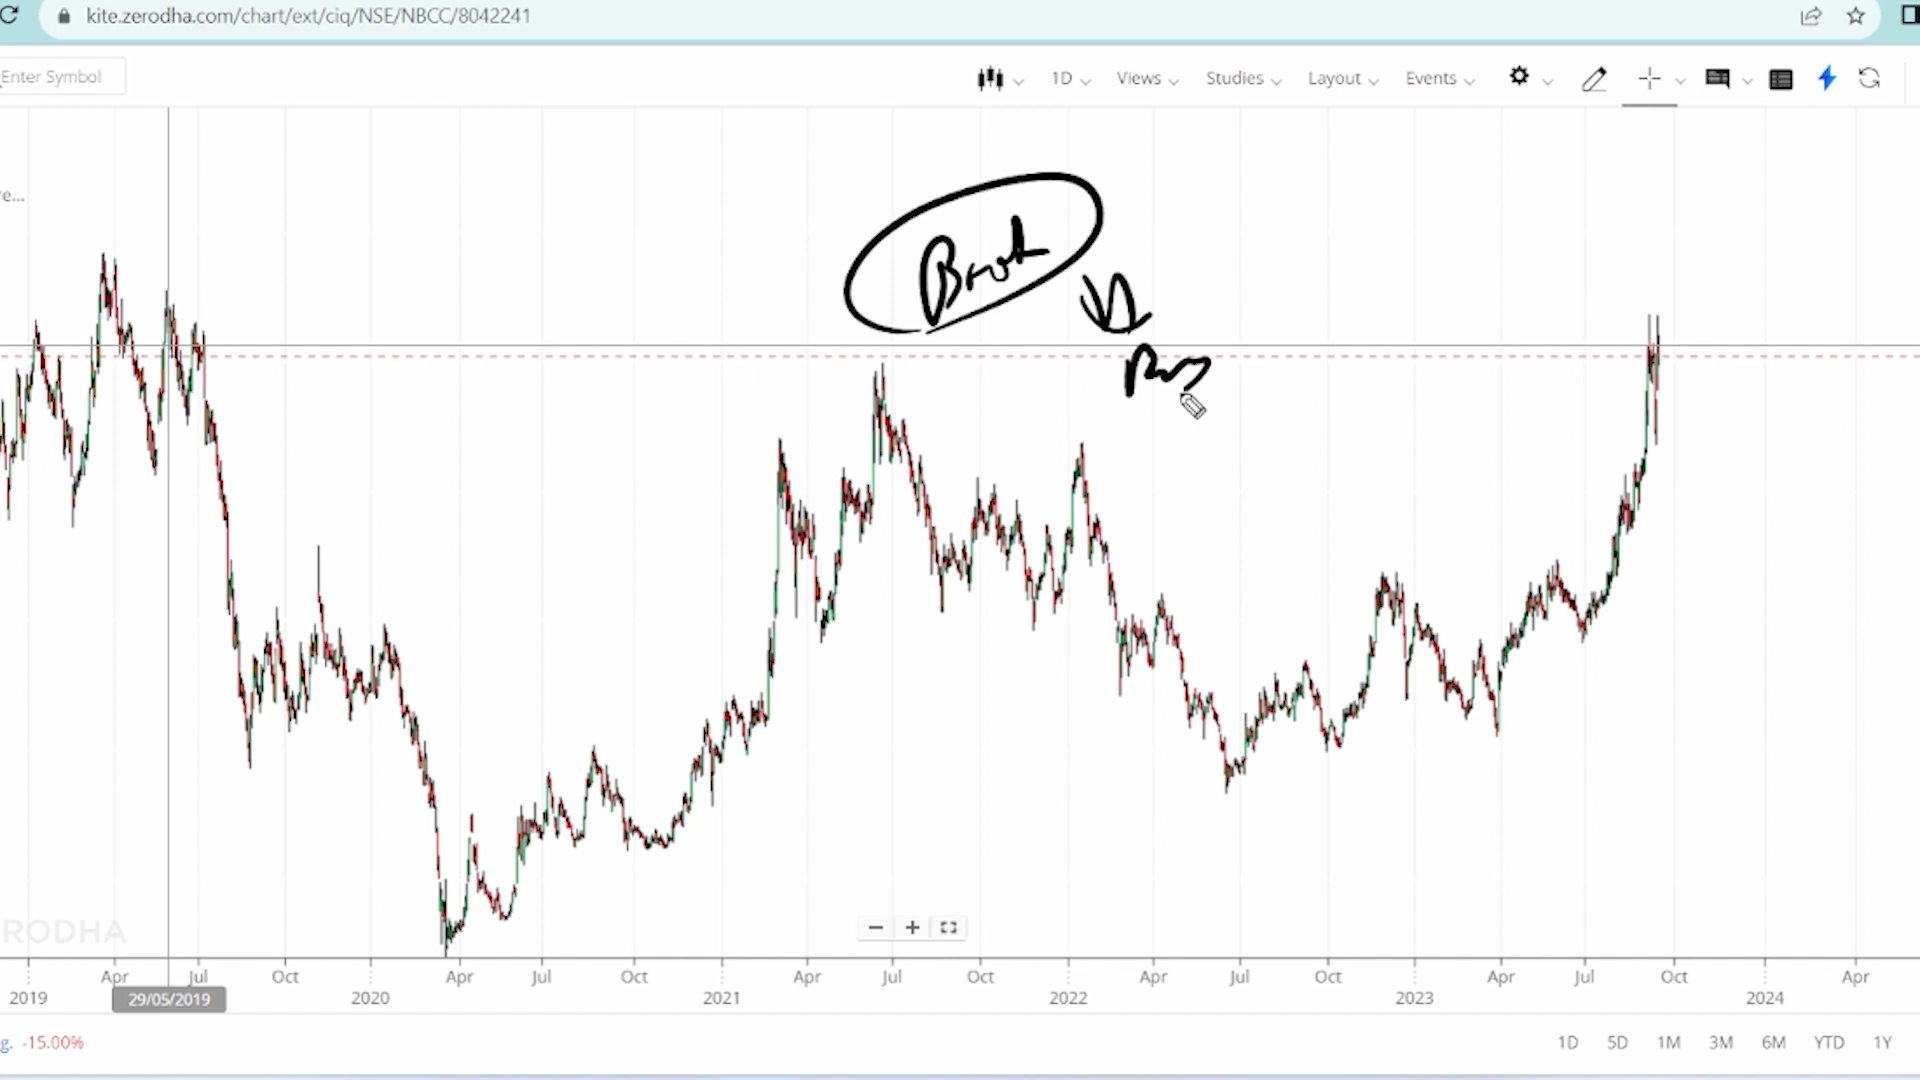 kite.zerodha.com/chart/ext/ciq/NSE/NBCC/8042241
Enter Symbol
1D Views Studies Layout Events
re...
RODHA
Apr Jul Oct Apr Jul Oct Apr Jul Oct Apr Jul Oct Apr Jul Oct Apr
2019 29/05/2019 2020 2021 2022 2023 2024
g. -15.00%
1D 5D 1M 3M 6M YTD 1Y